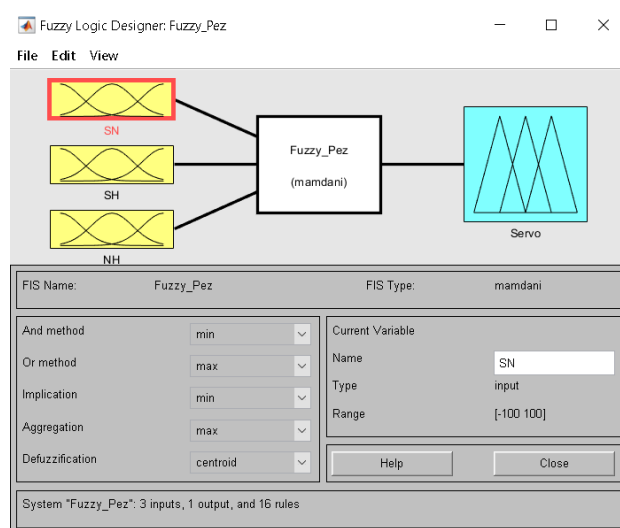 Fuzzy Logic Designer: Fuzzy_Pez
File Edit View
SN
SH
NH
Fuzzy_Pez
(mamdani)
Servo
FIS Name: Fuzzy_Pez FIS Type: mamdani
And method min
Or method max
Implication min
Aggregation max
Defuzzification centroid
Current Variable
Name SN
Type input
Range [-100 100]
Help Close
System "Fuzzy_Pez": 3 inputs, 1 output, and 16 rules